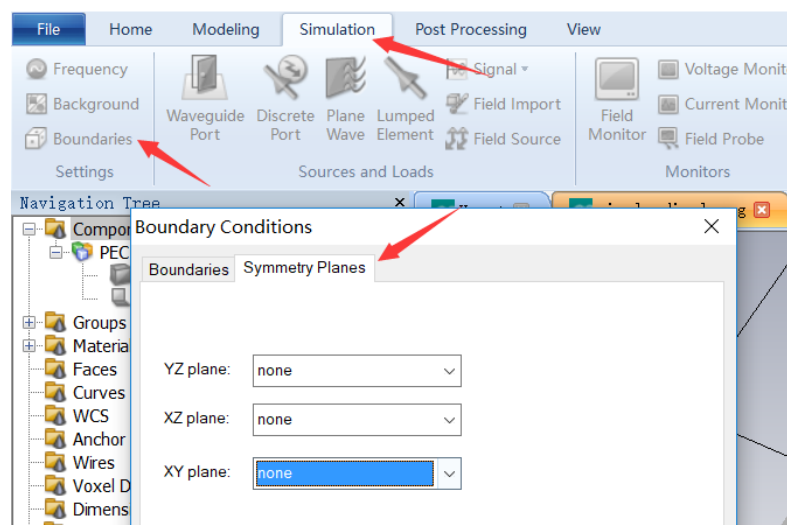 File Home Modeling Simulation Post Processing View
Frequency
Background
Boundaries
Settings
Waveguide Port
Discrete Port
Plane Wave
Lumped Element
Signal
Field Import
Field Source
Sources and Loads
Field Monitor
Voltage Monit
Current Monit
Field Probe
Monitors
Navigation Tree
Boundary Conditions
Boundaries Symmetry Planes
YZ plane: none
XZ plane: none
XY plane: none
Compo
PEC
Groups
Materia
Faces
Curves
WCS
Anchor
Wires
Voxel D
Dimens